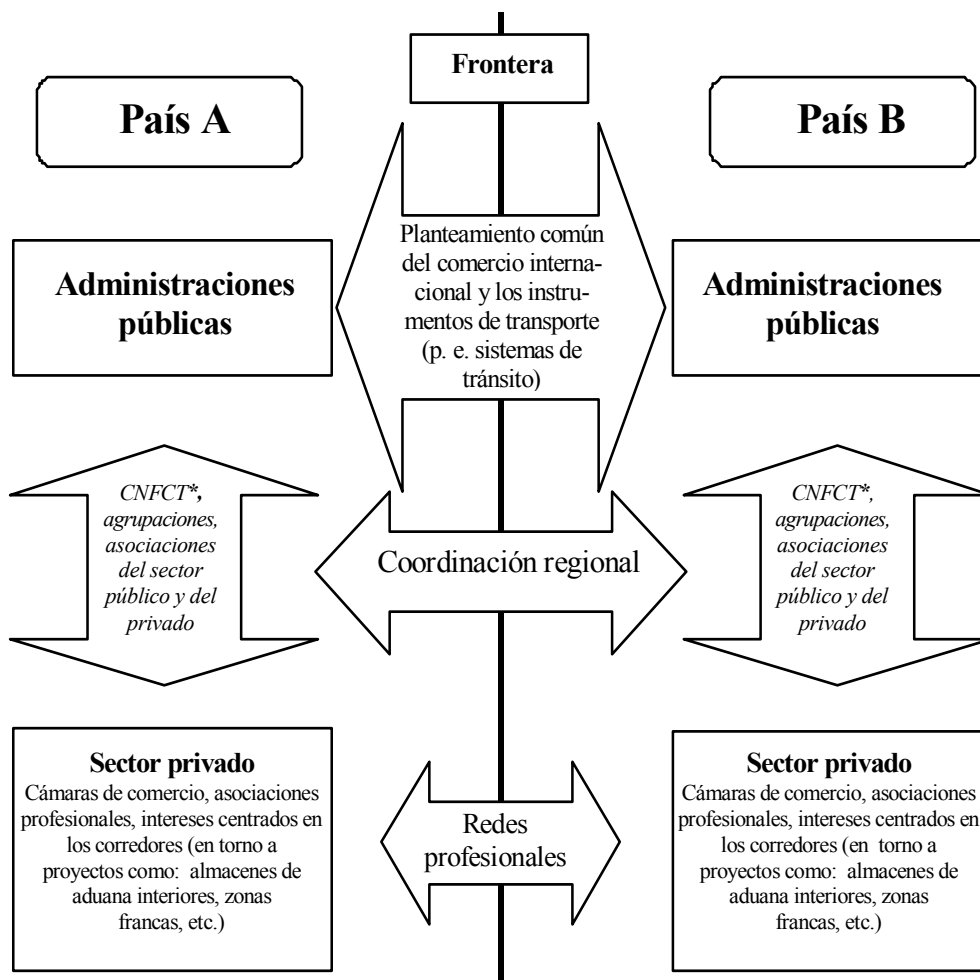 Frontera
País A
País B
Administraciones
públicas
Planteamiento común
del comercio interna-
cional y los instru-
mentos de transporte
(p. e. sistemas de
tránsito)
Administraciones
públicas
CNFCT*,
agrupaciones,
asociaciones
del sector
público y del
privado
Coordinación regional
CNFCT*,
agrupaciones,
asociaciones
del sector
público y del
privado
Sector privado
Cámaras de comercio, asociaciones
profesionales, intereses centrados en
los corredores (en torno a
proyectos como: almacenes de
aduana interiores, zonas
francas, etc.)
Redes
profesionales
Sector privado
Cámaras de comercio, asociaciones
profesionales, intereses centrados en
los corredores (en torno a
proyectos como: almacenes de
aduana interiores, zonas
francas, etc.)